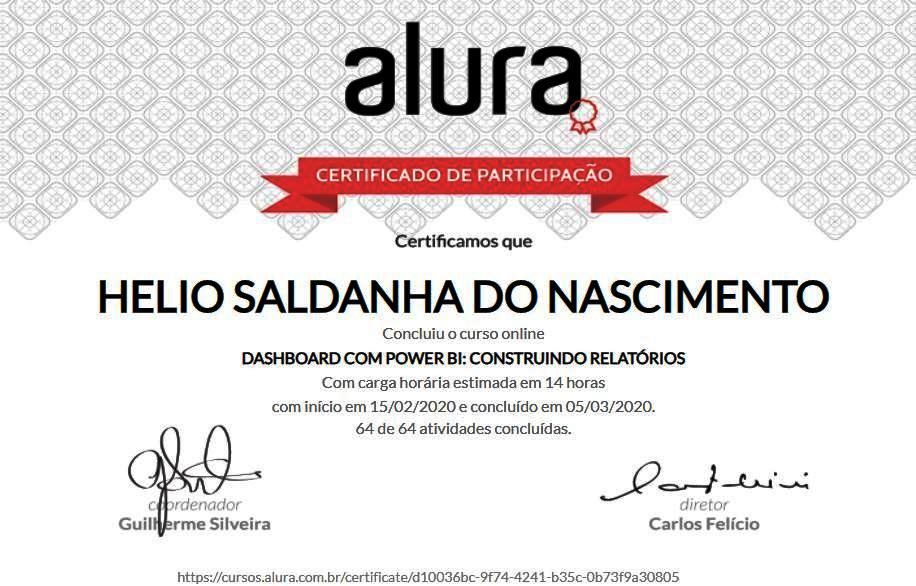 alura
CERTIFICADO DE PARTICIPAÇÃO
Certificamos que
HELIO SALDANHA DO NASCIMENTO
Concluiu o curso online
DASHBOARD COM POWER BI: CONSTRUINDO RELATÓRIOS
Com carga horária estimada em 14 horas
com início em 15/02/2020 e concluído em 05/03/2020.
64 de 64 atividades concluídas.
coordenador
Guilherme Silveira
diretor
Carlos Felício
https://cursos.alura.com.br/certificate/d10036bc-9f74-4241-b35c-0b73f9a30805